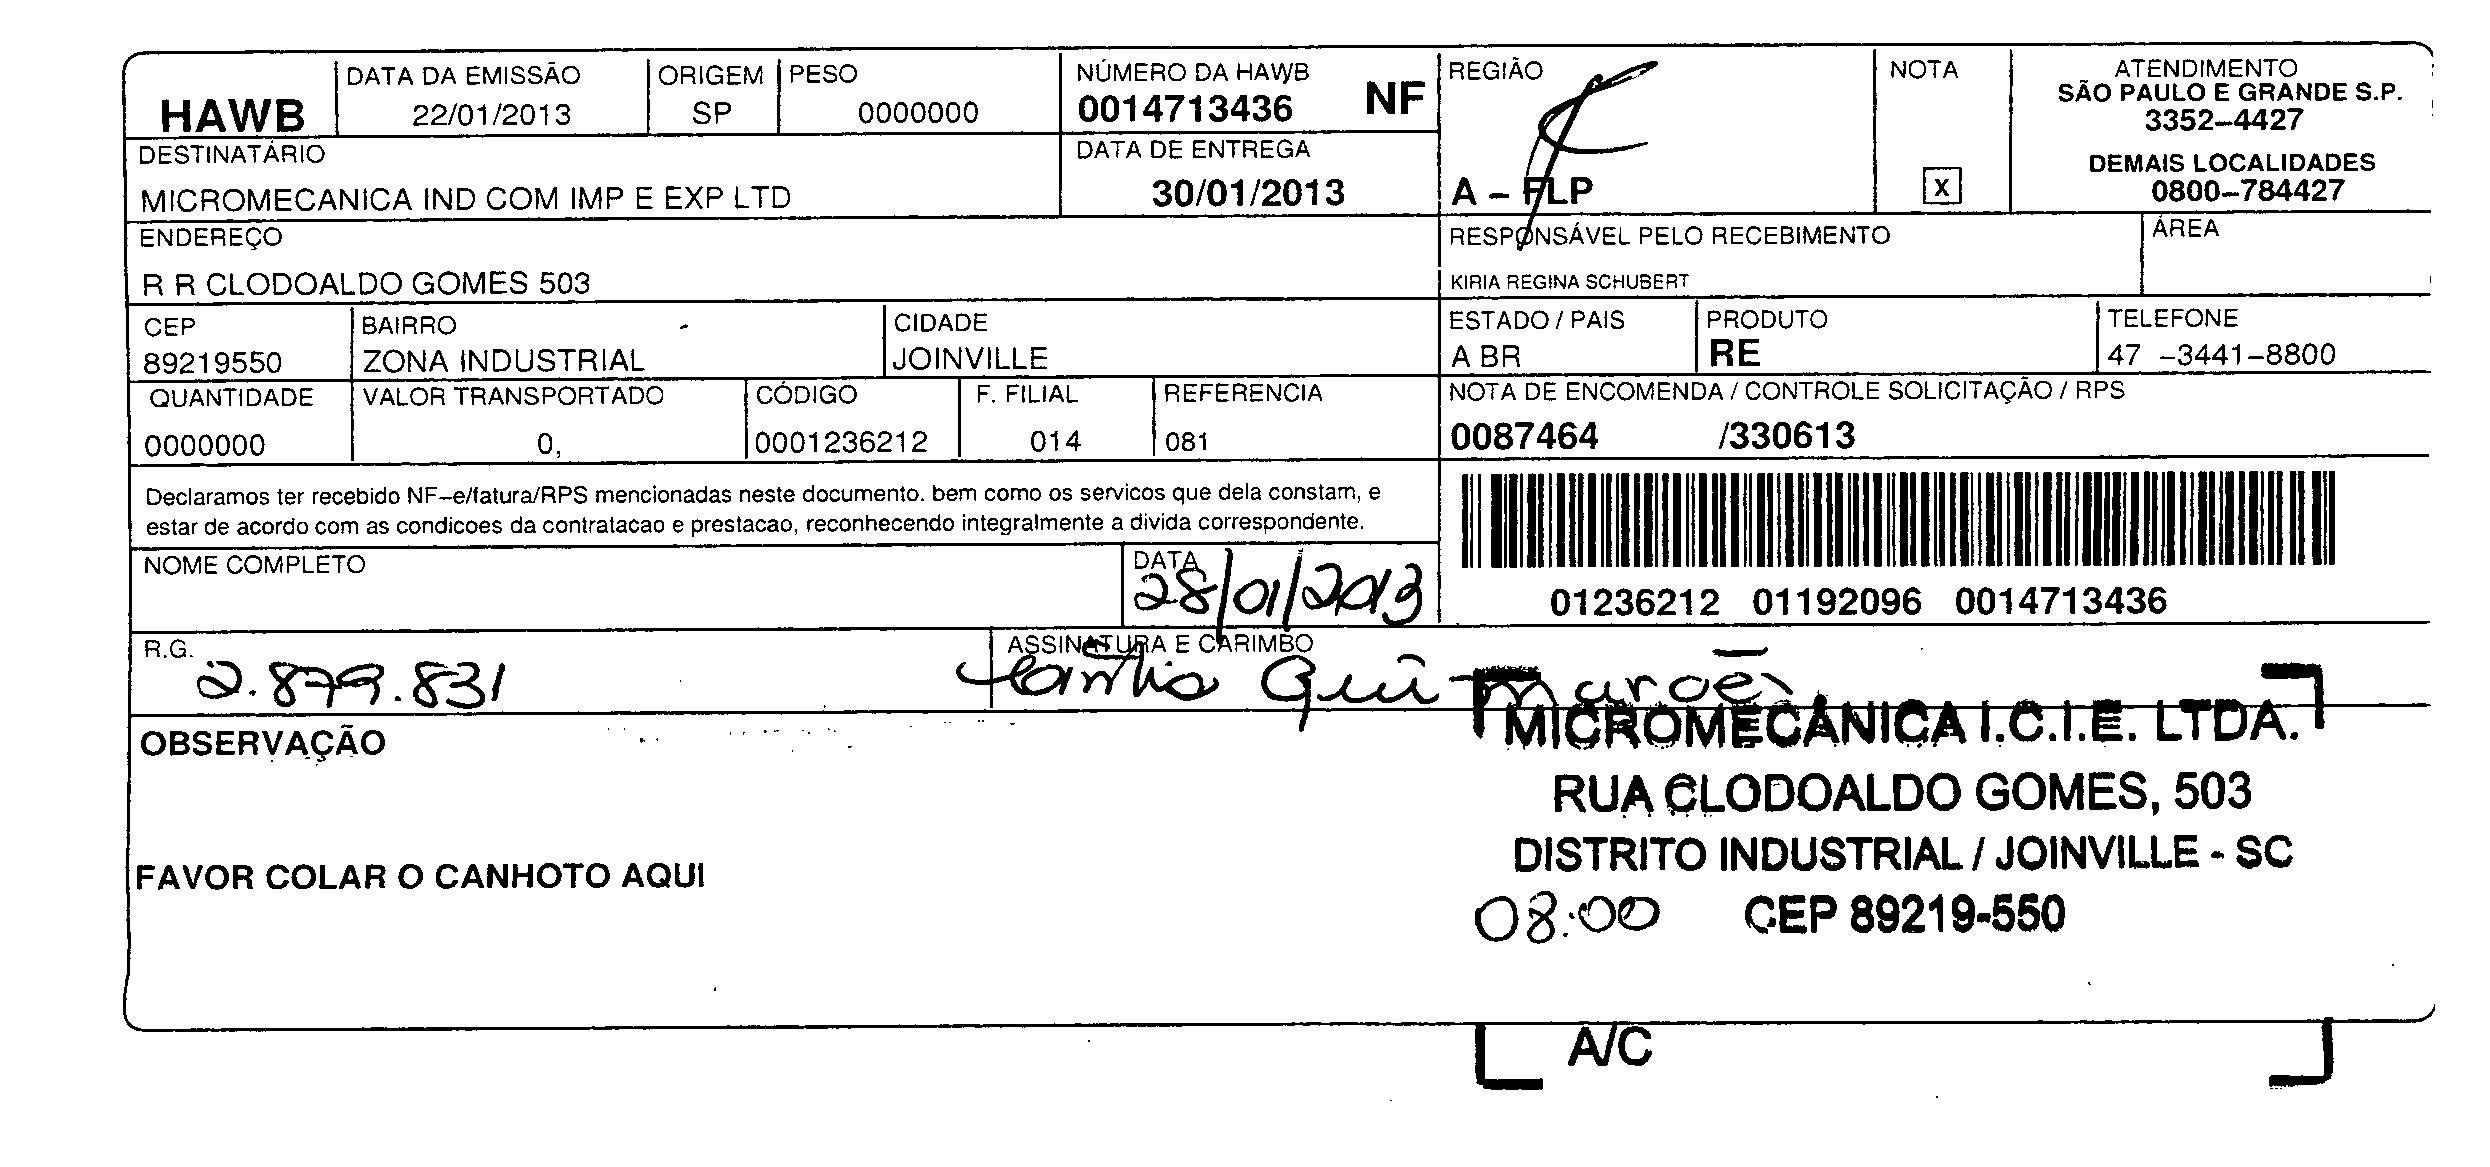 HAWB
DATA DA EMISSÃO
22/01/2013
ORIGEM
SP
PESO
0000000
NÚMERO DA HAWB
0014713436 NF
REGIÃO
A – FLP
NOTA
X
ATENDIMENTO
SÃO PAULO E GRANDE S.P.
3352–4427
DEMAIS LOCALIDADES
0800–784427
DESTINATÁRIO
MICROMECANICA IND COM IMP E EXP LTD
DATA DE ENTREGA
30/01/2013
ENDEREÇO
R R CLODOALDO GOMES 503
RESPONSÁVEL PELO RECEBIMENTO
KIRIA REGINA SCHUBERT
ÁREA
CEP
89219550
BAIRRO
ZONA INDUSTRIAL
CIDADE
JOINVILLE
ESTADO / PAIS
A BR
PRODUTO
RE
TELEFONE
47 –3441–8800
QUANTIDADE
0000000
VALOR TRANSPORTADO
0,
CÓDIGO
0001236212
F. FILIAL
014
REFERENCIA
081
NOTA DE ENCOMENDA / CONTROLE SOLICITAÇÃO / RPS
0087464 /330613
Declaramos ter recebido NF–e/fatura/RPS mencionadas neste documento. bem como os servicos que dela constam, e
estar de acordo com as condicoes da contratacao e prestacao, reconhecendo integralmente a divida correspondente.
01236212 01192096 0014713436
NOME COMPLETO
DATA
28/01/2013
R.G.
2.879.831
ASSINATURA E CARIMBO
OBSERVAÇÃO
FAVOR COLAR O CANHOTO AQUI
MICROMECÂNICA I.C.I.E. LTDA.
RUA CLODOALDO GOMES, 503
DISTRITO INDUSTRIAL / JOINVILLE - SC
08:00 CEP 89219-550
A/C